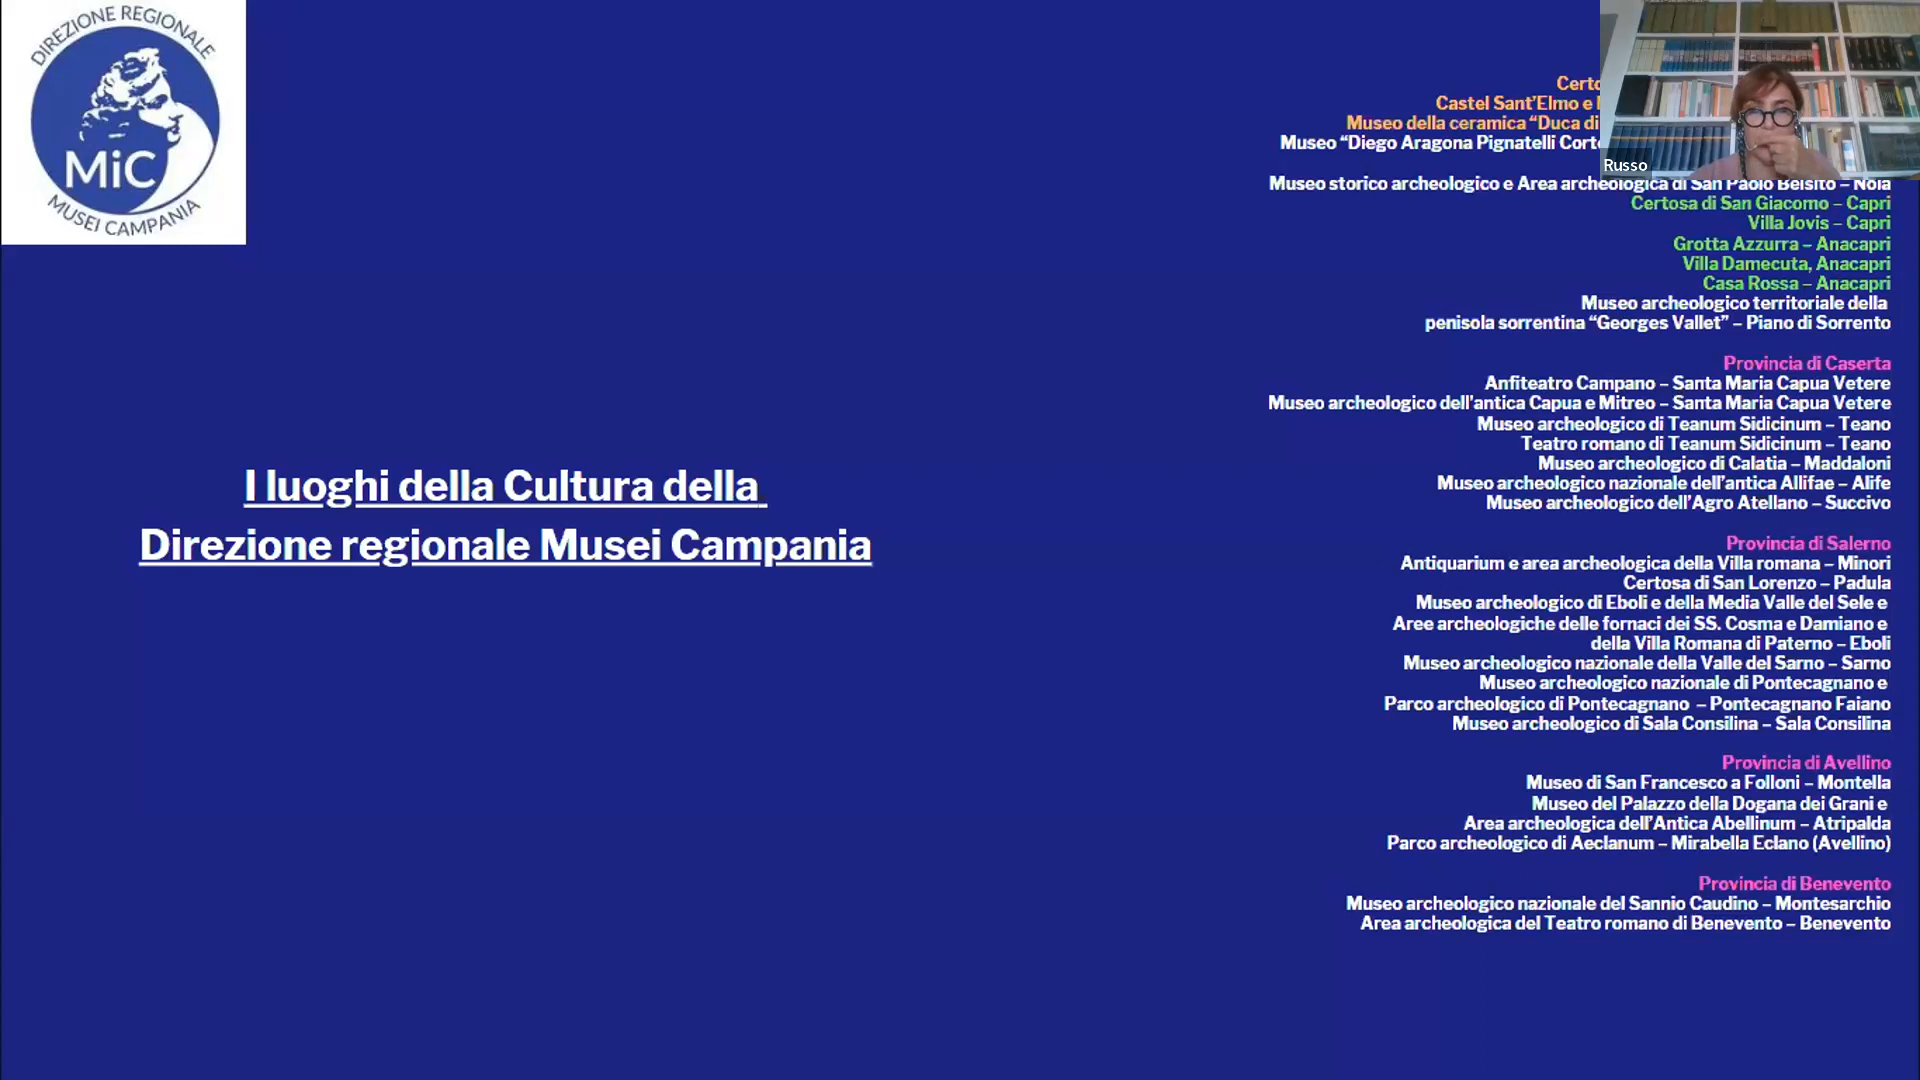 DIREZIONE REGIONALE
MiC
MUSEI CAMPANIA
I luoghi della Cultura della
Direzione regionale Musei Campania
Castel Sant'Elmo e
Museo della ceramica “Duca di
Museo “Diego Aragona Pignatelli
Russo
Museo storico archeologico e Area archeologica di San Paolo Belsito – Nola
Certosa di San Giacomo – Capri
Villa Jovis – Capri
Grotta Azzurra – Anacapri
Villa Damecuta, Anacapri
Casa Rossa – Anacapri
Museo archeologico territoriale della
penisola sorrentina “Georges Vallet” – Piano di Sorrento
Provincia di Caserta
Anfiteatro Campano – Santa Maria Capua Vetere
Museo archeologico dell'antica Capua e Mitreo – Santa Maria Capua Vetere
Museo archeologico di Teanum Sidicinum – Teano
Teatro romano di Teanum Sidicinum – Teano
Museo archeologico di Calatia – Maddaloni
Museo archeologico nazionale dell'antica Allifae – Alife
Museo archeologico dell'Agro Atellano – Succivo
Provincia di Salerno
Antiquarium e area archeologica della Villa romana – Minori
Certosa di San Lorenzo – Padula
Museo archeologico di Eboli e della Media Valle del Sele e
Aree archeologiche delle fornaci dei SS. Cosma e Damiano e
della Villa Romana di Paterno – Eboli
Museo archeologico nazionale della Valle del Sarno – Sarno
Museo archeologico nazionale di Pontecagnano e
Parco archeologico di Pontecagnano – Pontecagnano Faiano
Museo archeologico di Sala Consilina – Sala Consilina
Provincia di Avellino
Museo di San Francesco a Folloni – Montella
Museo del Palazzo della Dogana dei Grani e
Area archeologica dell'Antica Abellinum – Atripalda
Parco archeologico di Aeclanum – Mirabella Eclano (Avellino)
Provincia di Benevento
Museo archeologico nazionale del Sannio Caudino – Montesarchio
Area archeologica del Teatro romano di Benevento – Benevento